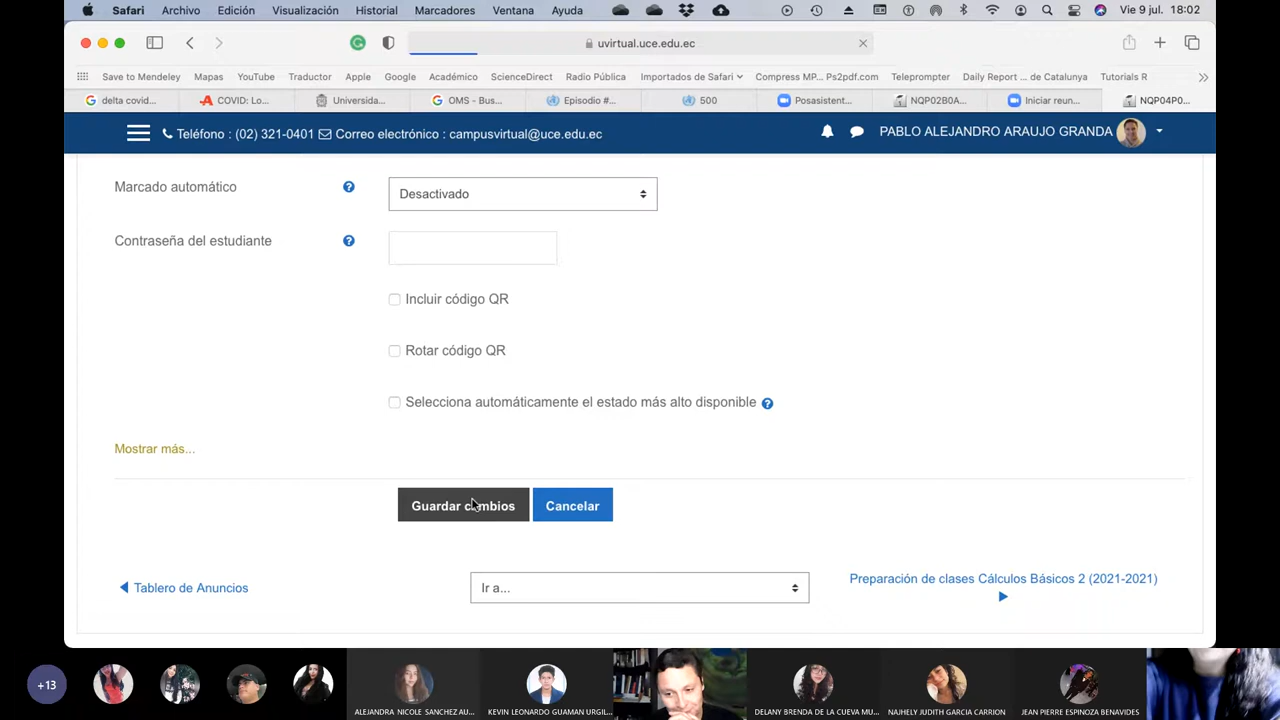 Safari Archivo Edición Visualización Historial Marcadores Ventana Ayuda Vie 9 jul. 18:02
uvirtual.uce.edu.ec
Save to Mendeley Mapas YouTube Traductor Apple Google Académico ScienceDirect Radio Pública Importados de Safari Compress MP... Ps2pdf.com Teleprompter Daily Report ... de Catalunya Tutorials R
delta covid... COVID: Lo... Universida... OMS - Bus... Episodio #... 500 Posasistent... NQP02B0A... Iniciar reun... NQP04P0...
Teléfono : (02) 321-0401 Correo electrónico : campusvirtual@uce.edu.ec PABLO ALEJANDRO ARAUJO GRANDA
Marcado automático
Desactivado
Contraseña del estudiante
Incluir código QR
Rotar código QR
Selecciona automáticamente el estado más alto disponible
Mostrar más...
Guardar cambios Cancelar
Tablero de Anuncios
Ir a...
Preparación de clases Cálculos Básicos 2 (2021-2021)
+13
ALEJANDRA NICOLE SANCHEZ AU... KEVIN LEONARDO GUAMAN URGIL... DELANY BRENDA DE LA CUEVA MU... NAJHELY JUDITH GARCIA CARRION JEAN PIERRE ESPINOZA BENAVIDES